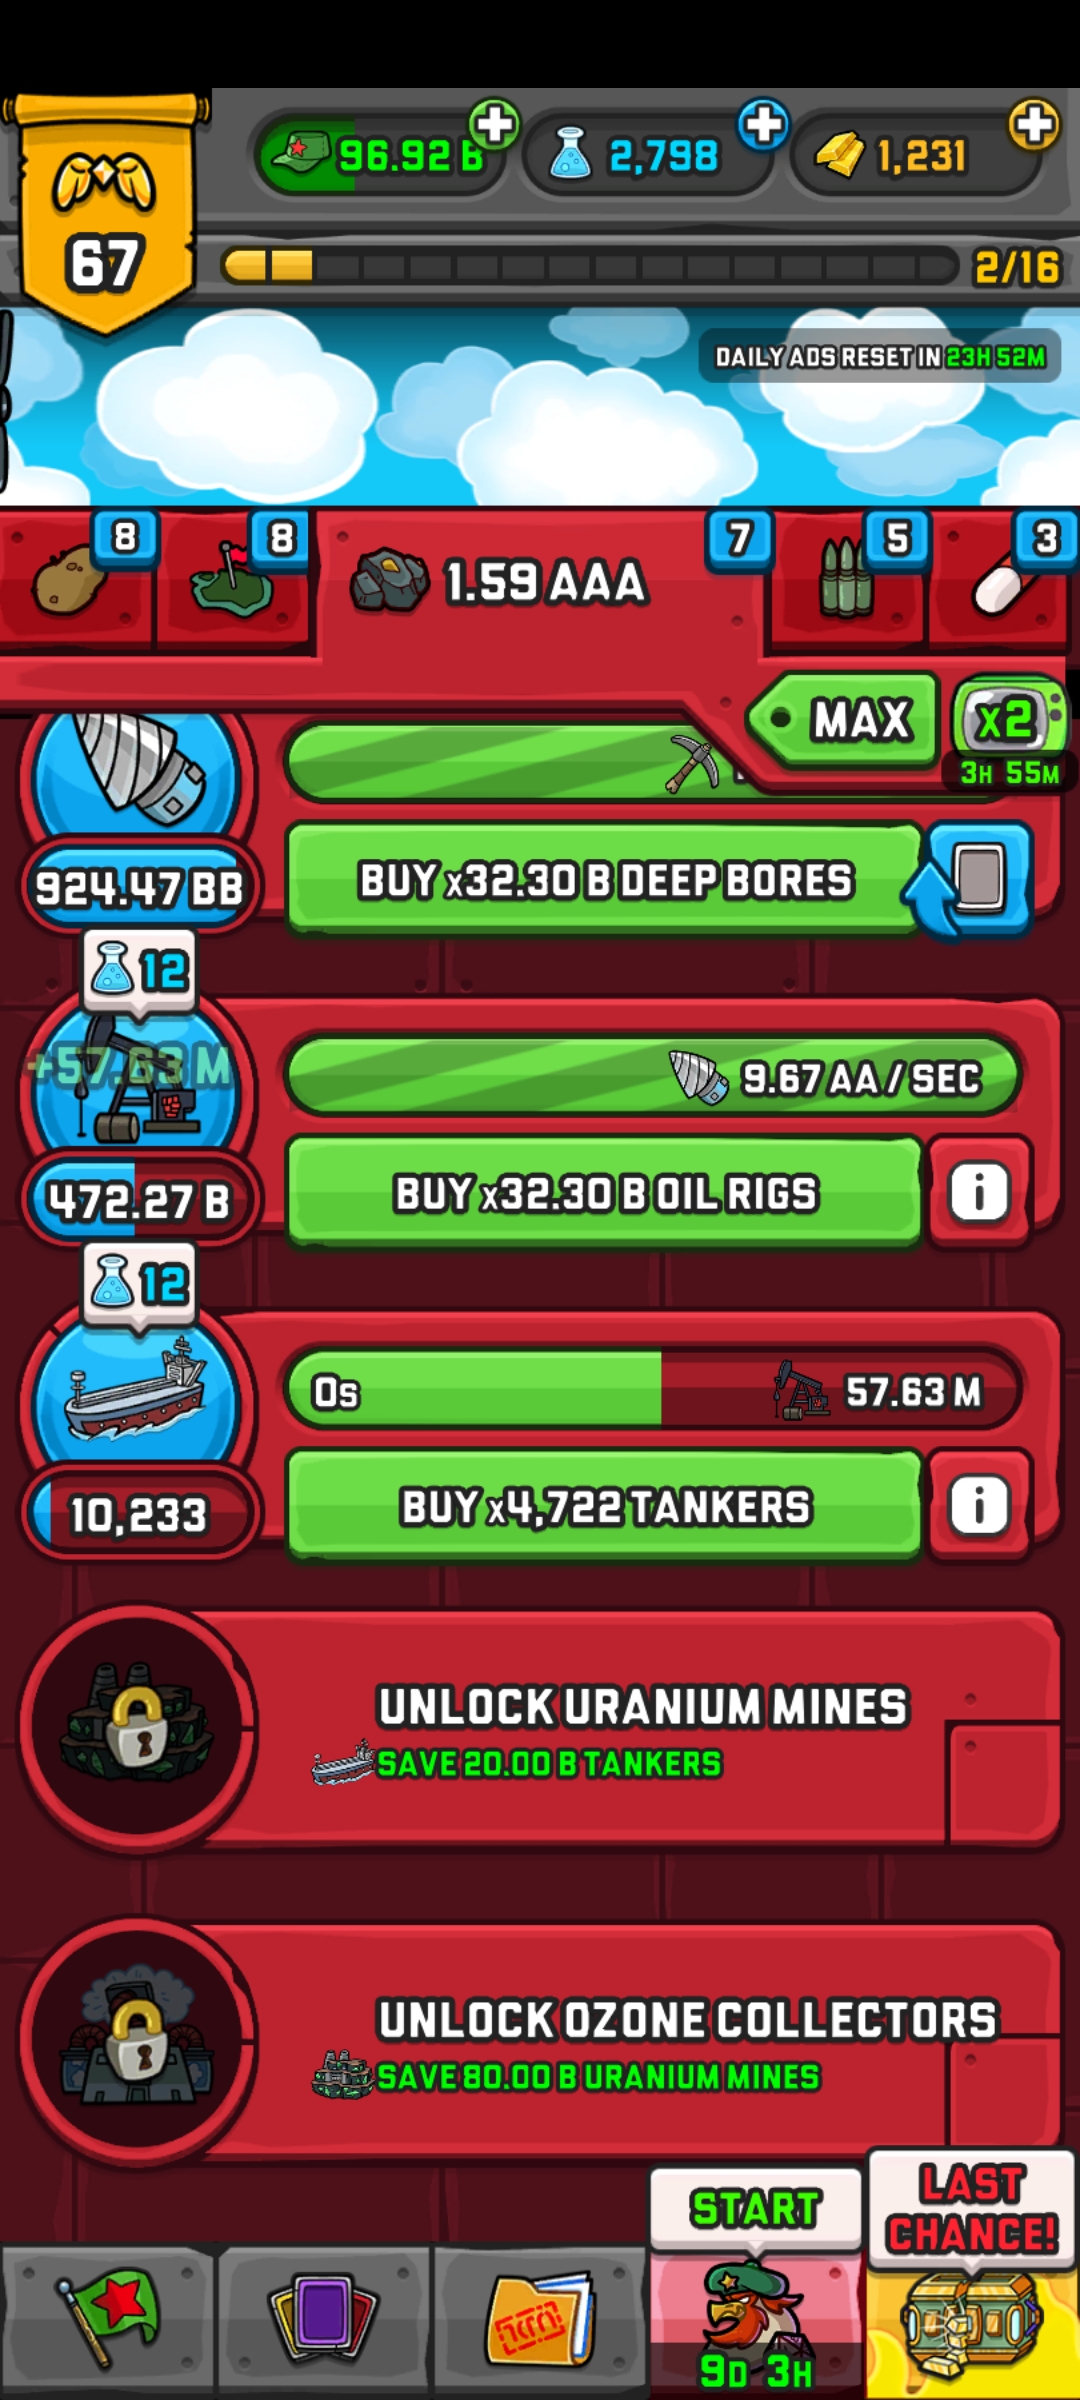 96.92 B
2,798
1,231
67
2/16
DAILY ADS RESET IN 23H 52M
8
8
1.59 AAA
7
5
3
MAX
x2
3H 55M
924.47 BB
BUY x32.30 B DEEP BORES
12
+57.63 M
9.67 AA / SEC
472.27 B
BUY x32.30 B OIL RIGS
12
0s
57.63 M
10,233
BUY x4,722 TANKERS
UNLOCK URANIUM MINES
SAVE 20.00 B TANKERS
UNLOCK OZONE COLLECTORS
SAVE 80.00 B URANIUM MINES
START
LAST
CHANCE!
9D 3H